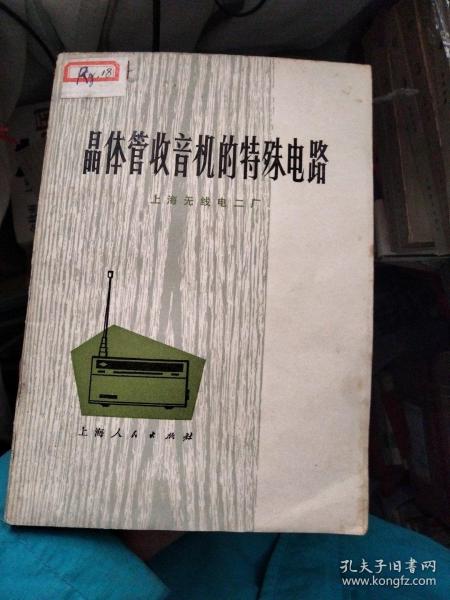 晶体管收音机的特殊电路
上海无线电二厂
上海人民出版社
孔夫子旧书网
www.kongfz.com